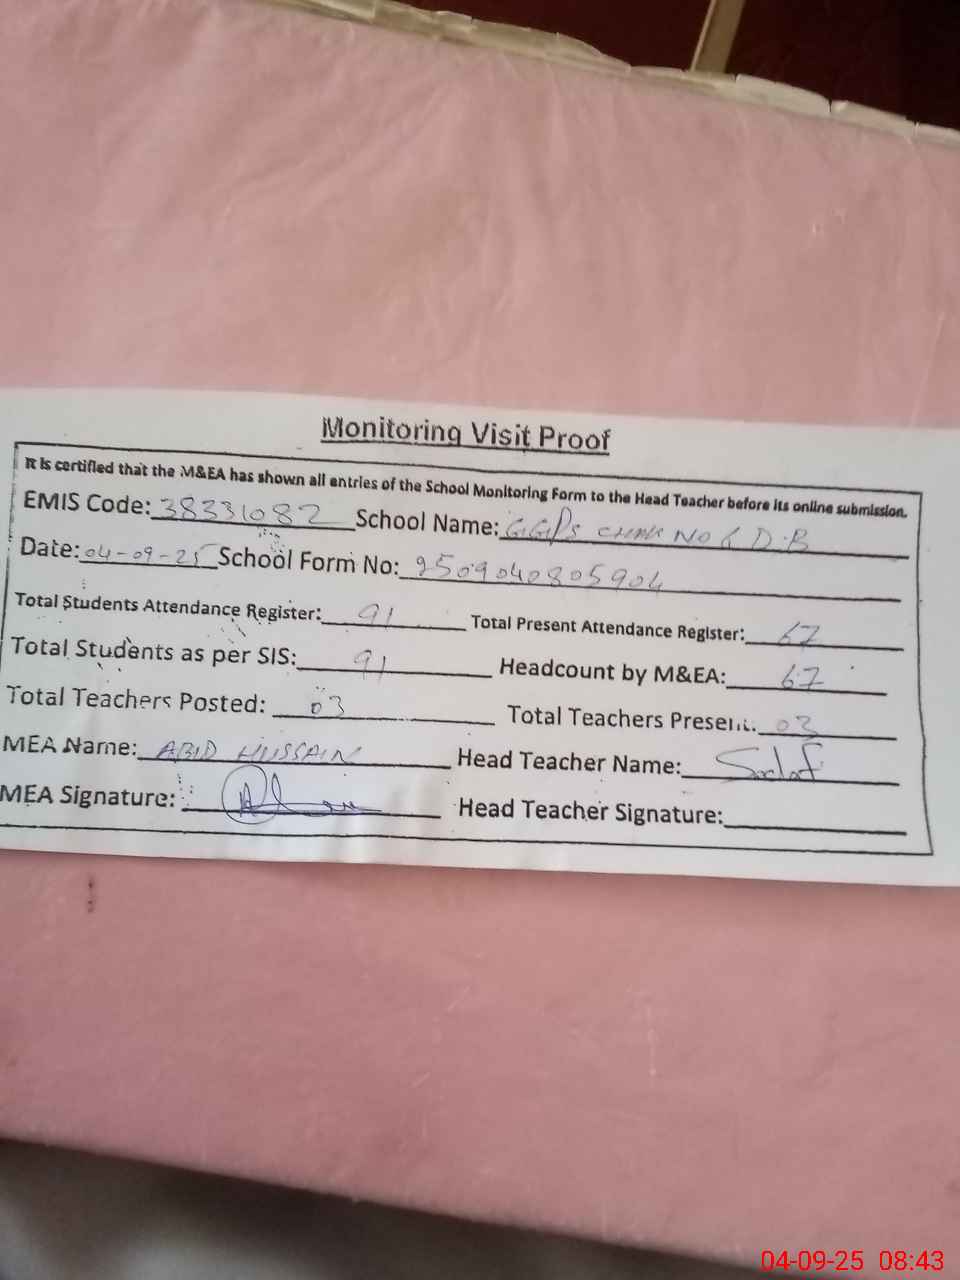 Monitoring Visit Proof
It is certified that the M&EA has shown all entries of the School Monitoring Form to the Head Teacher before its online submission.
EMIS Code: 38331082 School Name: GGPS CHAK NO 6 D.B
Date: 04-09-25 School Form No: 2509040805904
Total Students Attendance Register: 91 Total Present Attendance Register: 67
Total Students as per SIS: 91 Headcount by M&EA: 67
Total Teachers Posted: 03 Total Teachers Present: 03
MEA Name: ABID HUSSAIN Head Teacher Name: Sadaf
MEA Signature: Head Teacher Signature:
04-09-25 08:43